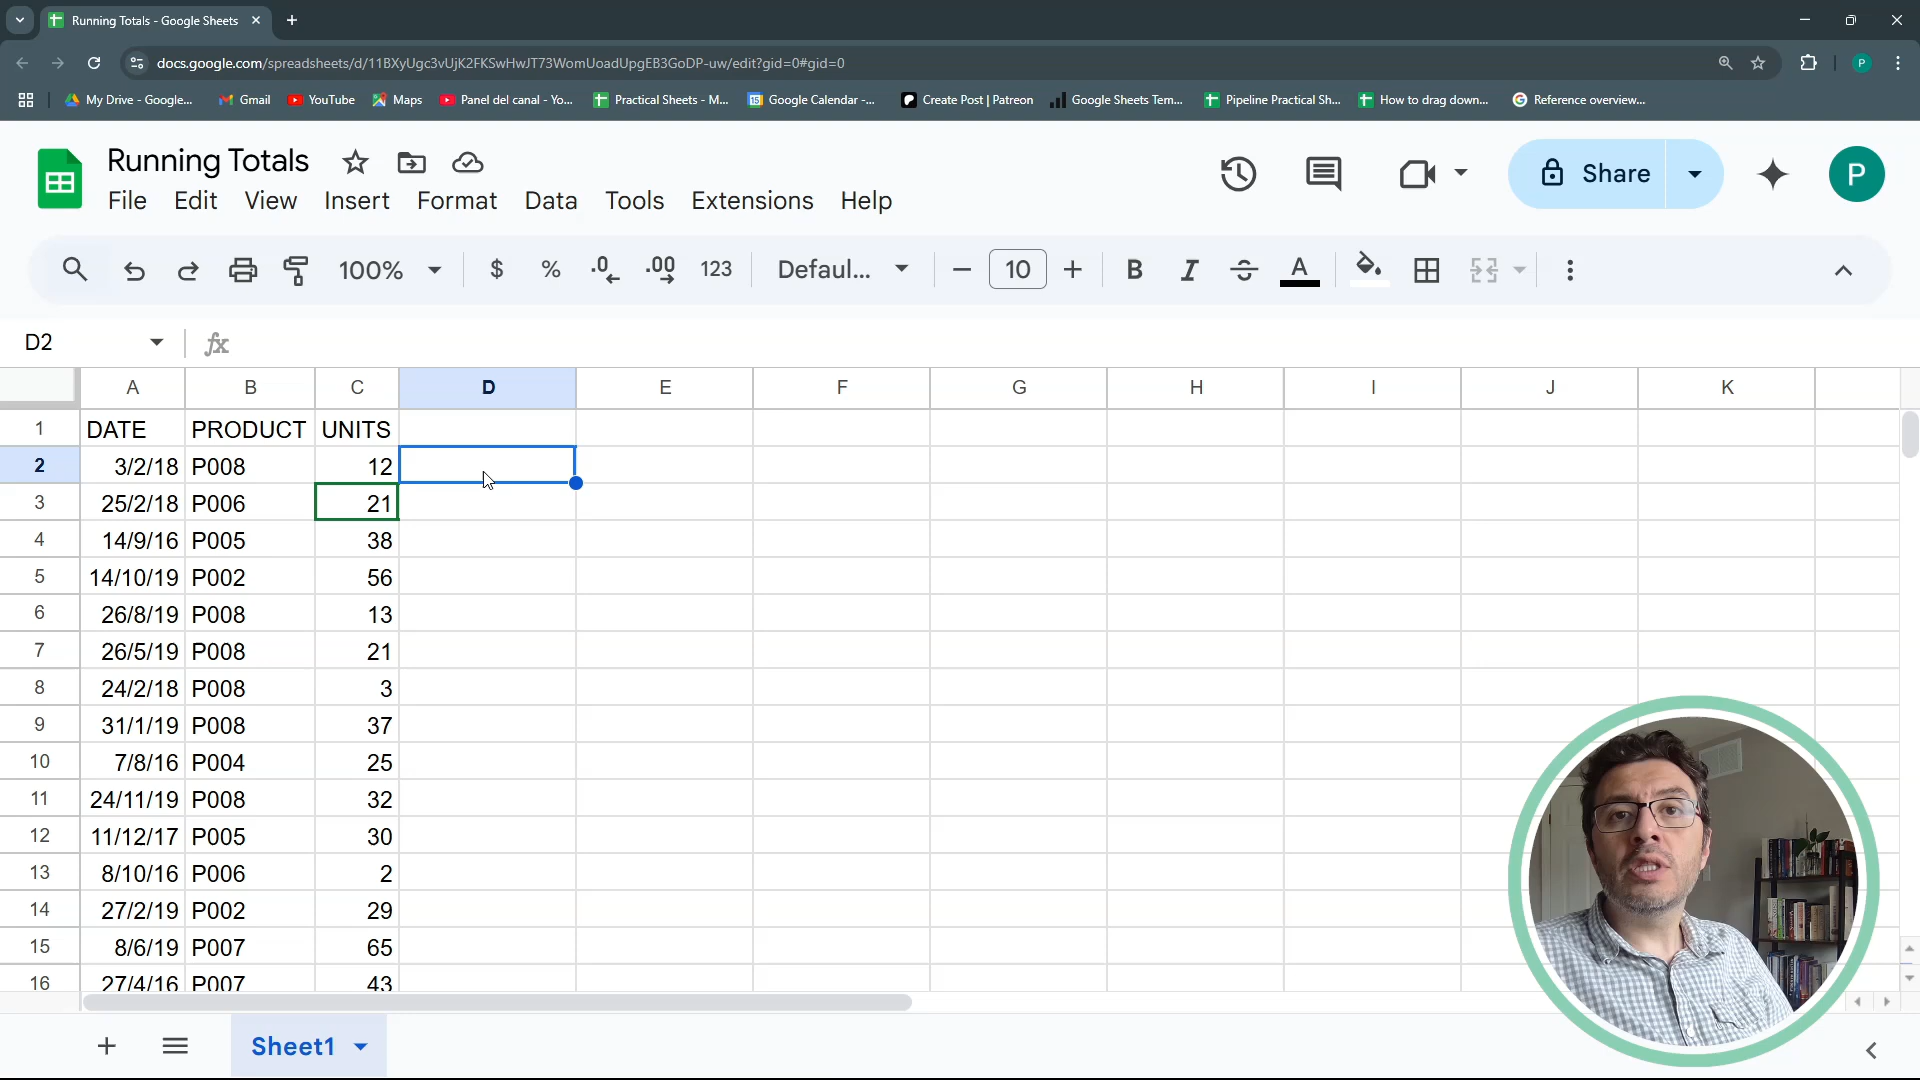 Running Totals - Google Sheets
docs.google.com/spreadsheets/d/11BXyUgc3vUjK2FKSwHwJT73WomUoadUpgEB3GoDP-uw/edit?gid=0#gid=0
P
My Drive - Google...
Gmail
YouTube
Maps
Panel del canal - Yo...
Practical Sheets - M...
Google Calendar -...
Create Post | Patreon
Google Sheets Tem...
Pipeline Practical Sh...
How to drag down...
Reference overview...
Running Totals
File Edit View Insert Format Data Tools Extensions Help
Share
P
100% $ % .0 .00 123 Defaul... 10 B I S A
D2 fx
A B C D E F G H I J K
1 DATE PRODUCT UNITS
2 3/2/18 P008 12
3 25/2/18 P006 21
4 14/9/16 P005 38
5 14/10/19 P002 56
6 26/8/19 P008 13
7 26/5/19 P008 21
8 24/2/18 P008 3
9 31/1/19 P008 37
10 7/8/16 P004 25
11 24/11/19 P008 32
12 11/12/17 P005 30
13 8/10/16 P006 2
14 27/2/19 P002 29
15 8/6/19 P007 65
16 27/4/16 P007 43
Sheet1